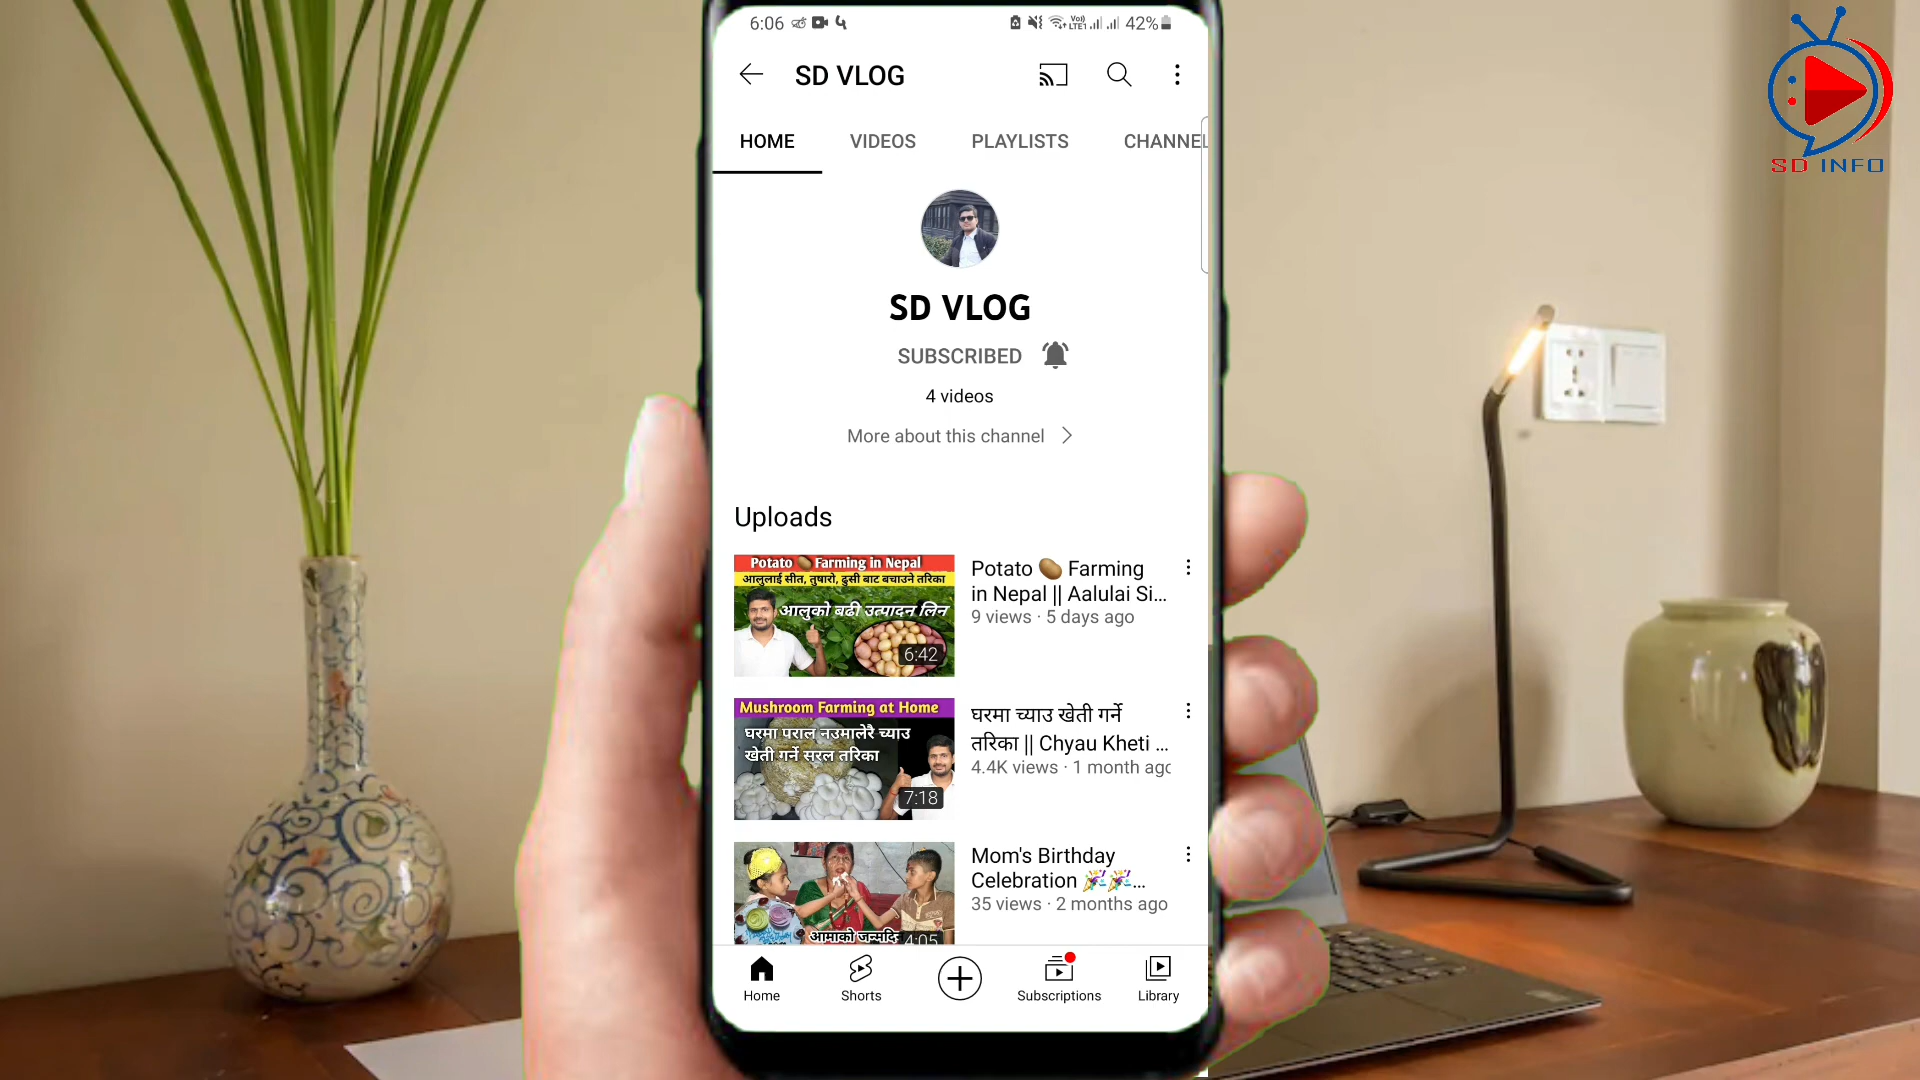 6:06
42%
SD VLOG
HOME
VIDEOS
PLAYLISTS
CHANNEL
SD INFO
SD VLOG
SUBSCRIBED
4 videos
More about this channel
Uploads
Potato 🥔 Farming in Nepal
आलुलाई सीत, तुषारो, ढुसी बाट बचाउने तरिका
आलुको बढी उत्पादन लिन
6:42
Potato 🥔 Farming
in Nepal || Aalulai Si...
9 views · 5 days ago
Mushroom Farming at Home
घरमा पराल नउमालेरै च्याउ
खेती गर्ने सरल तरिका
7:18
घरमा च्याउ खेती गर्ने
तरिका || Chyau Kheti ...
4.4K views · 1 month ago
आमाको जन्मदि
4:05
Mom's Birthday
Celebration 🎉🎉...
35 views · 2 months ago
Home
Shorts
Subscriptions
Library